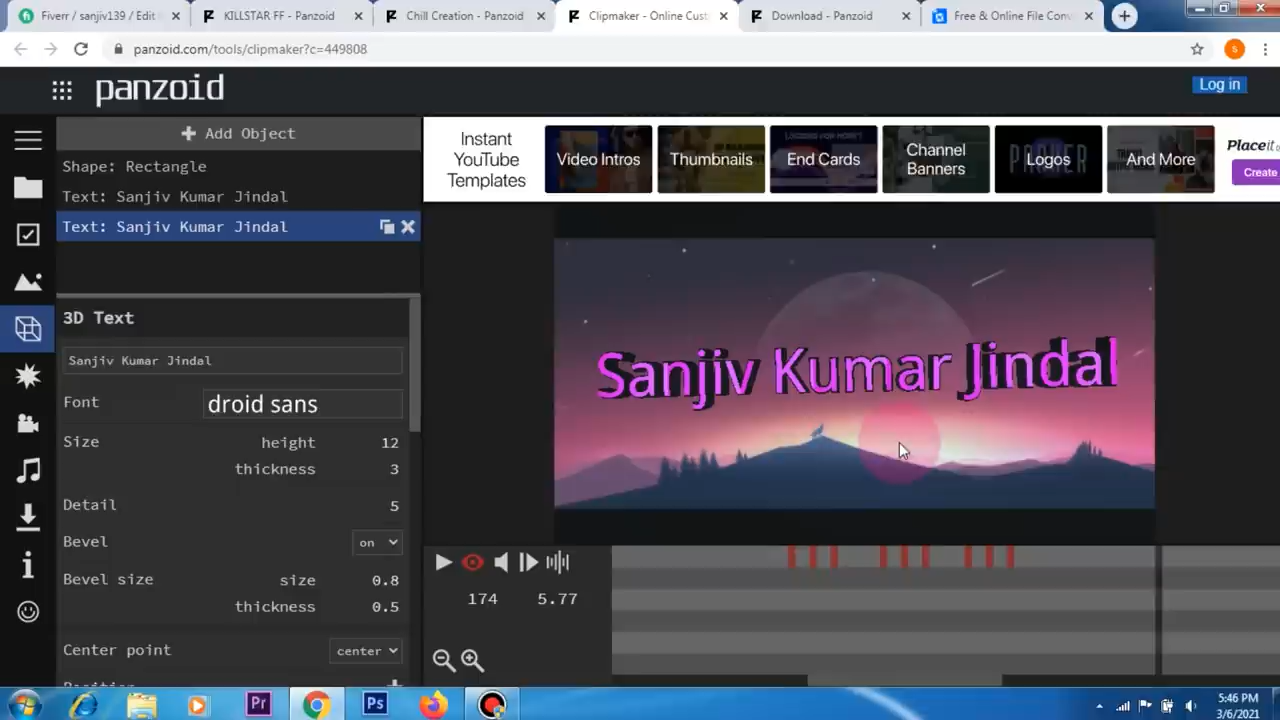 Fiverr / sanjiv139 / Edit
KILLSTAR FF - Panzoid
Chill Creation - Panzoid
Clipmaker - Online Cust
Download - Panzoid
Free & Online File Conv
panzoid.com/tools/clipmaker?c=449808
S
panzoid
Log in
Add Object
Shape: Rectangle
Text: Sanjiv Kumar Jindal
Text: Sanjiv Kumar Jindal
Instant
YouTube
Templates
Video Intros
Thumbnails
End Cards
Channel
Banners
Logos
And More
Placeit
Create
3D Text
Sanjiv Kumar Jindal
Font droid sans
Size height 12
thickness 3
Detail 5
Bevel on
Bevel size size 0.8
thickness 0.5
Center point center
Position
Sanjiv Kumar Jindal
174 5.77
Pr
Ps
5:46 PM
3/6/2021